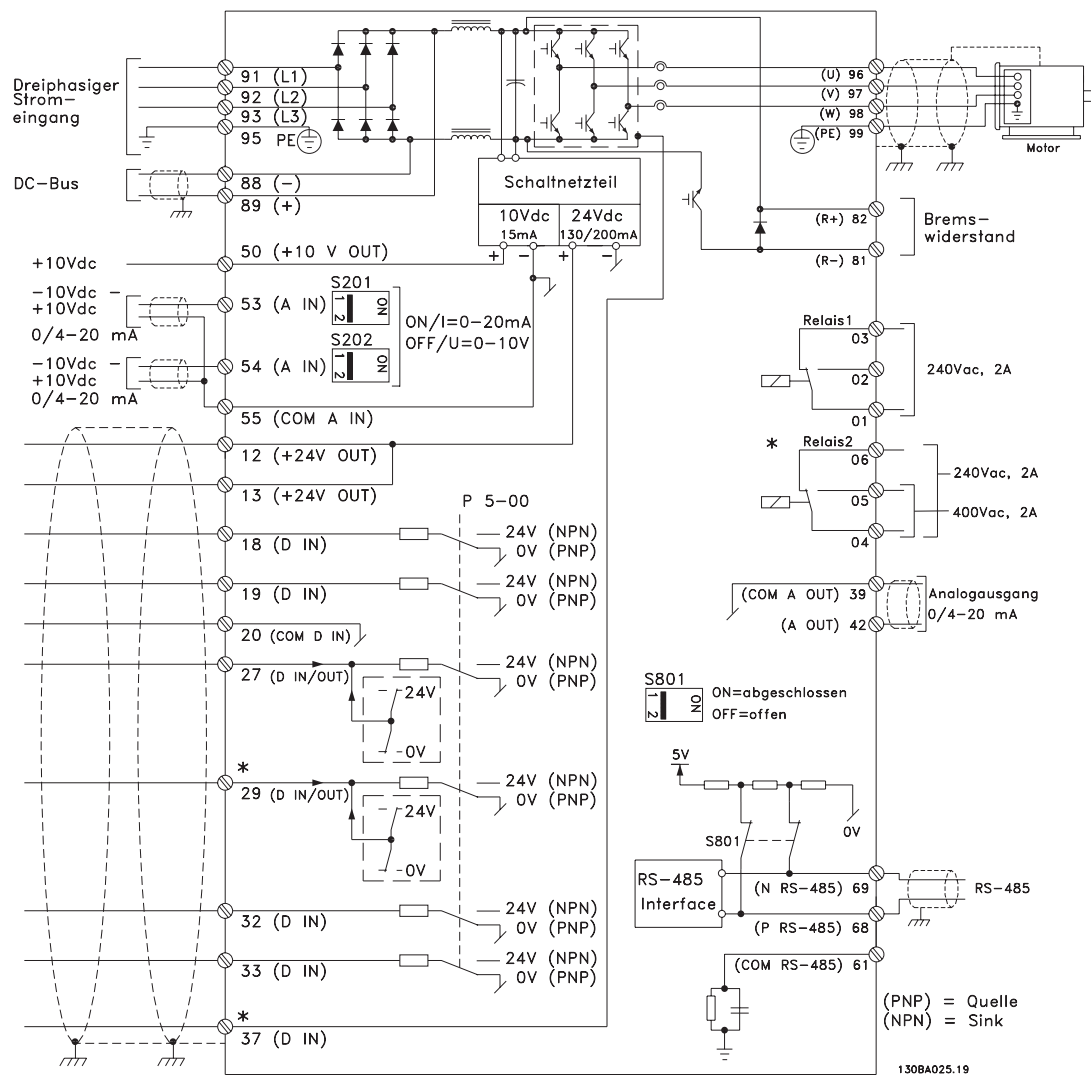 Dreiphasiger
Strom-
eingang
91 (L1)
92 (L2)
93 (L3)
95 PE
DC-Bus
88 (-)
89 (+)
Schaltnetzteil
10Vdc
15mA
24Vdc
130/200mA
+ - + -
(U) 96
(V) 97
(W) 98
(PE) 99
Motor
(R+) 82
(R-) 81
Brems-
widerstand
+10Vdc
50 (+10 V OUT)
-10Vdc -
+10Vdc
0/4-20 mA
53 (A IN)
S201
1 2 ON
ON/I=0-20mA
OFF/U=0-10V
S202
1 2 ON
-10Vdc -
+10Vdc
0/4-20 mA
54 (A IN)
55 (COM A IN)
12 (+24V OUT)
13 (+24V OUT)
P 5-00
18 (D IN)
24V (NPN)
0V (PNP)
19 (D IN)
24V (NPN)
0V (PNP)
20 (COM D IN)
27 (D IN/OUT)
24V (NPN)
0V (PNP)
24V
0V
*
29 (D IN/OUT)
24V (NPN)
0V (PNP)
24V
0V
32 (D IN)
24V (NPN)
0V (PNP)
33 (D IN)
24V (NPN)
0V (PNP)
*
37 (D IN)
Relais1
03
02
01
240Vac, 2A
*
Relais2
06
05
04
240Vac, 2A
400Vac, 2A
(COM A OUT) 39
(A OUT) 42
Analogausgang
0/4-20 mA
S801
1 2 ON
ON=abgeschlossen
OFF=offen
5V
0V
S801
RS-485
Interface
(N RS-485) 69
(P RS-485) 68
RS-485
(COM RS-485) 61
(PNP) = Quelle
(NPN) = Sink
130BA025.19